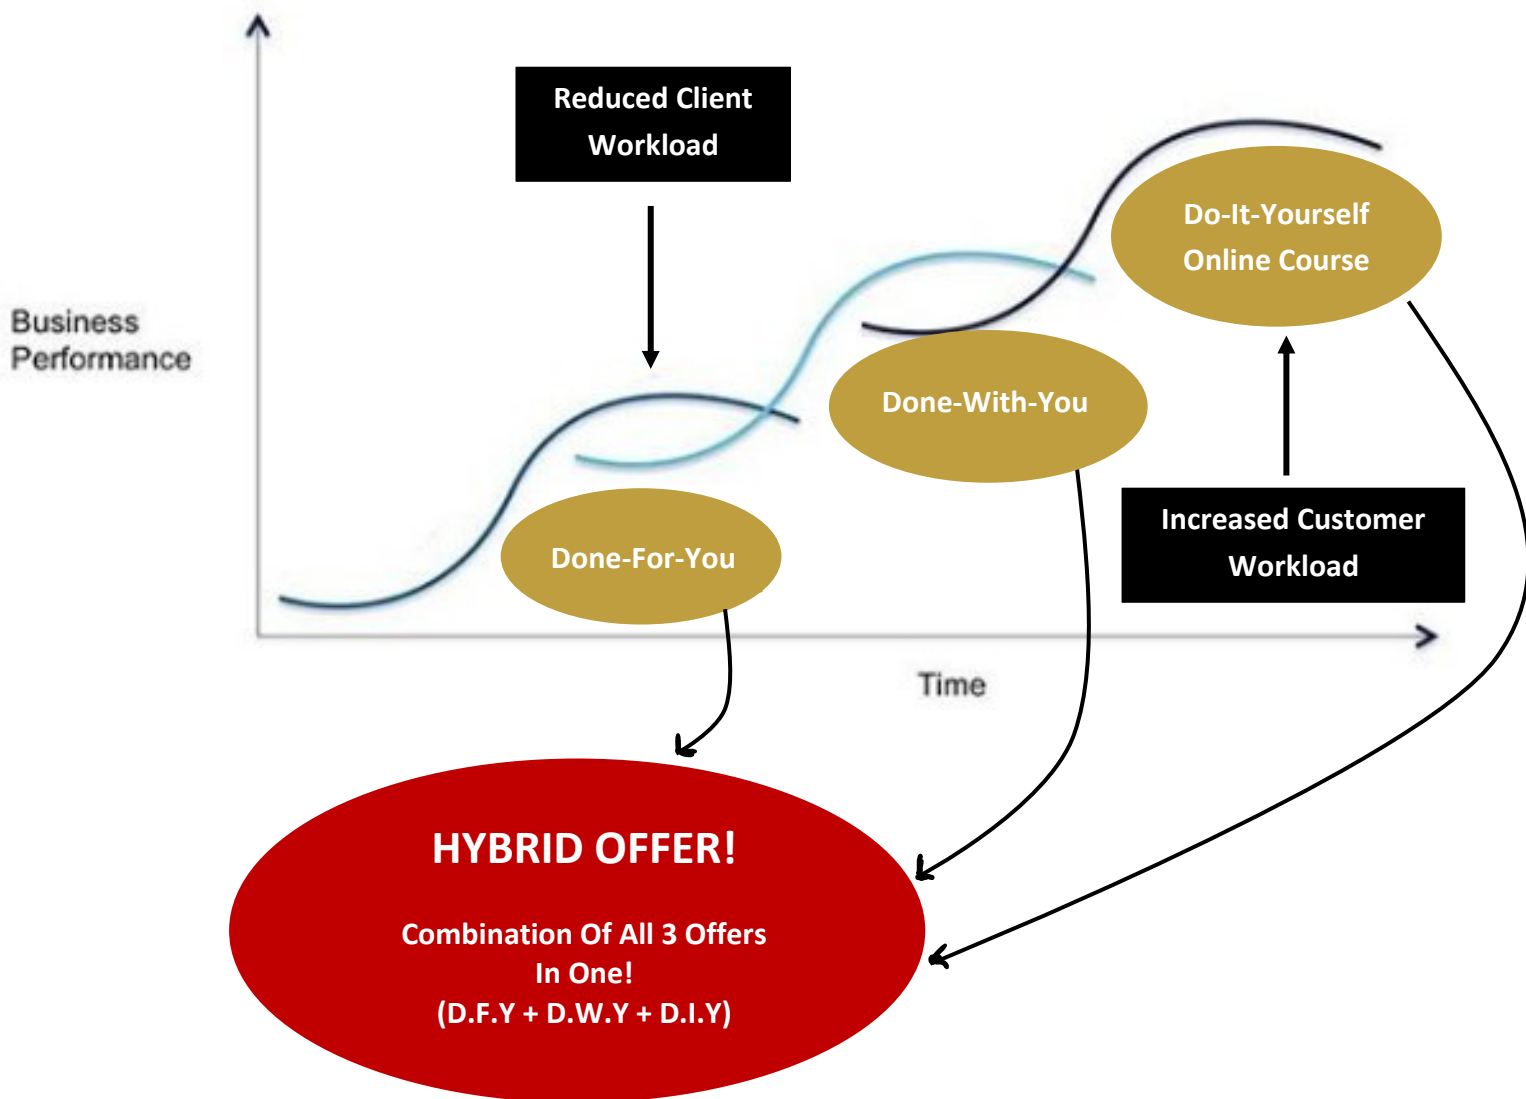 Reduced Client
Workload
Do-It-Yourself
Online Course
Business
Performance
Done-With-You
Increased Customer
Workload
Done-For-You
Time
HYBRID OFFER!
Combination Of All 3 Offers
In One!
(D.F.Y + D.W.Y + D.I.Y)